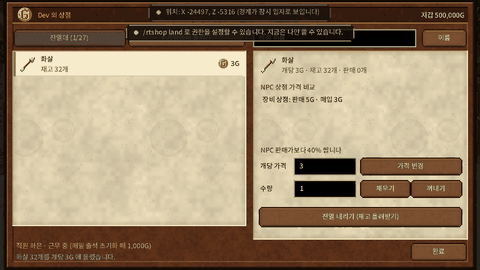 Dev 의 상점
위치: X -24497, Z -5316 (경계가 잠시 입자로 보입니다)
지갑 500,000G
진열대 (1/27)
/rtshop land 로 권한을 설정할 수 있습니다. 지금은 나만 팔 수 있습니다.
이름
화살
재고 32개
3G
화살
개당 3G · 재고 32개 · 판매 0개
NPC 상점 가격 비교
장비 상점: 판매 5G · 매입 3G
NPC 판매가보다 40% 쌉니다
개당 가격
3
가격 변경
수량
1
채우기
꺼내기
진열 내리기 (재고 돌려받기)
직원 하은 · 근무 중 (매일 출석 초기화 때 1,000G)
화살 32개를 개당 3G 에 올렸습니다.
완료